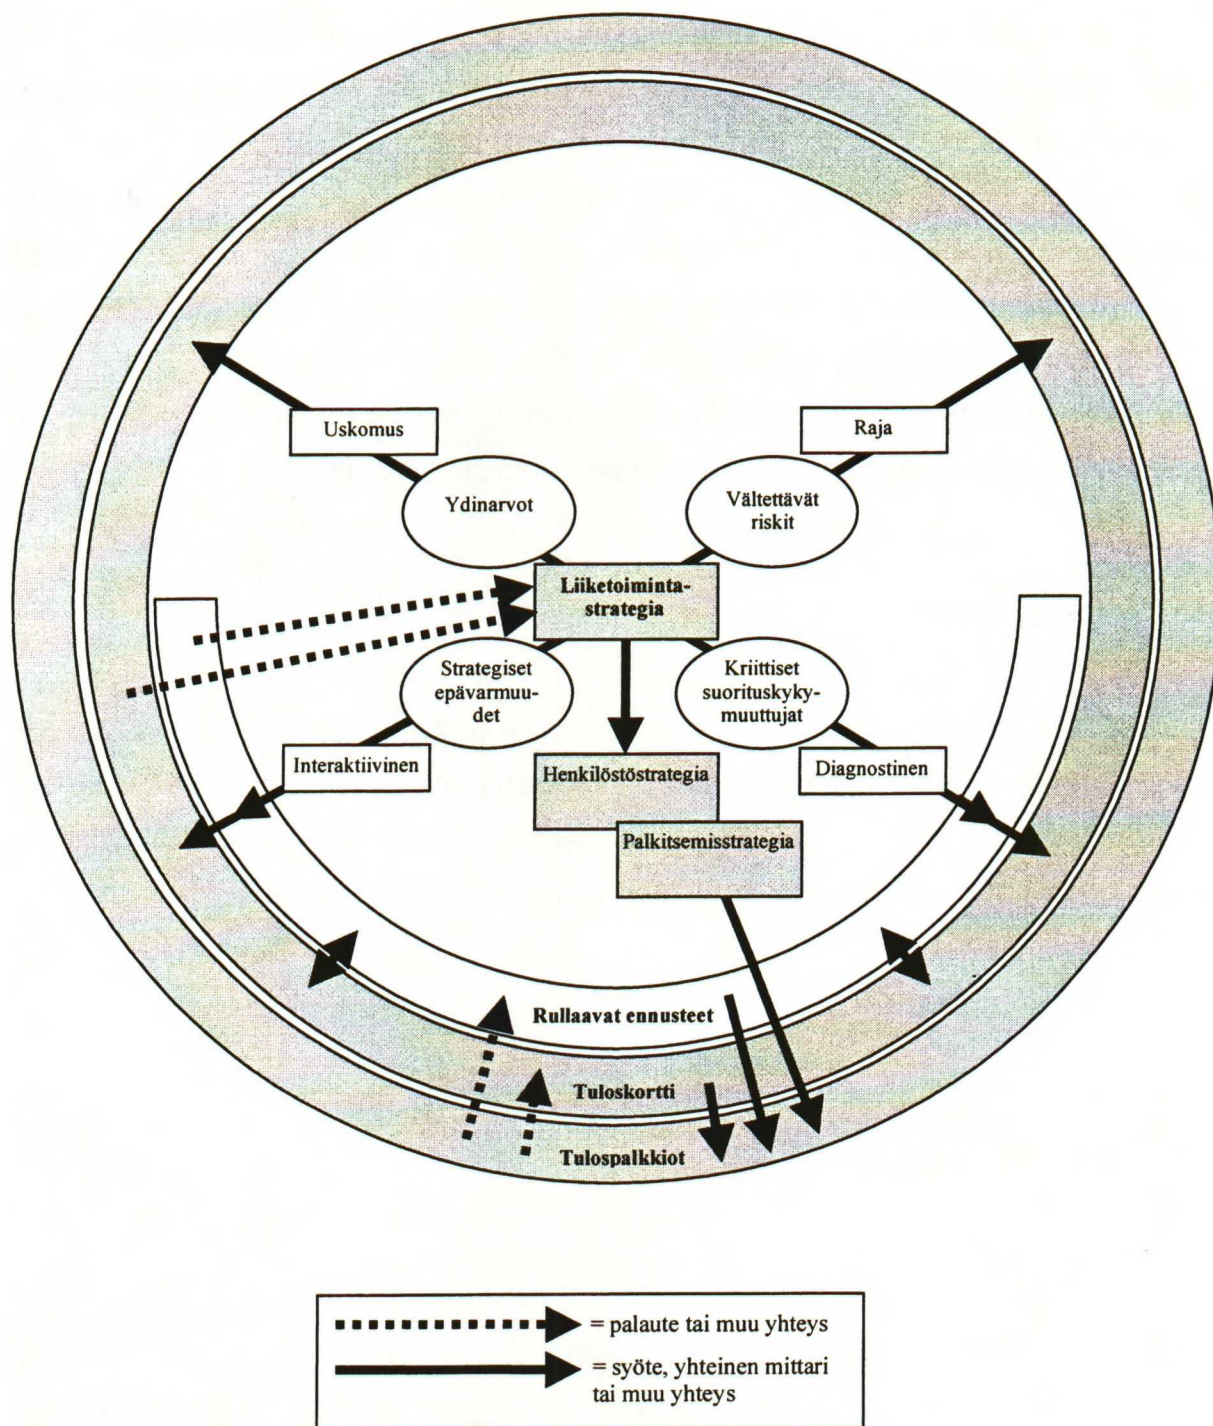 Uskomus
Raja
Ydinarvot
Vältettävät
riskit
Liiketoiminta-
strategia
Strategiset
epävarmuu-
det
Kriittiset
suorituskyky-
muuttujat
Interaktiivinen
Henkilöstöstrategia
Diagnostinen
Palkitsemisstrategia
Rullaavat ennusteet
Tuloskortti
Tulospalkkiot
= palaute tai muu yhteys
= syöte, yhteinen mittari
tai muu yhteys